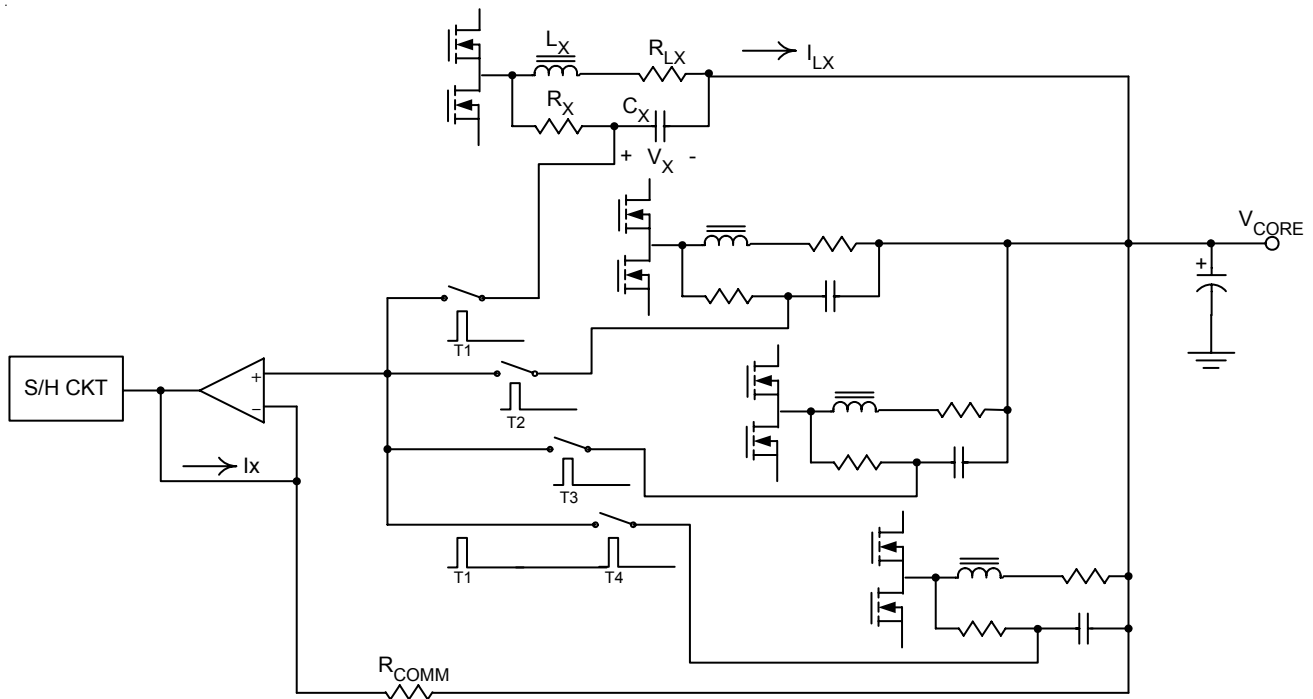 L_X
R_LX
I_LX
R_X
C_X
+ V_X -
V_CORE
+
T1
S/H CKT
+
−
T2
Ix
T3
T1
T4
R_COMM